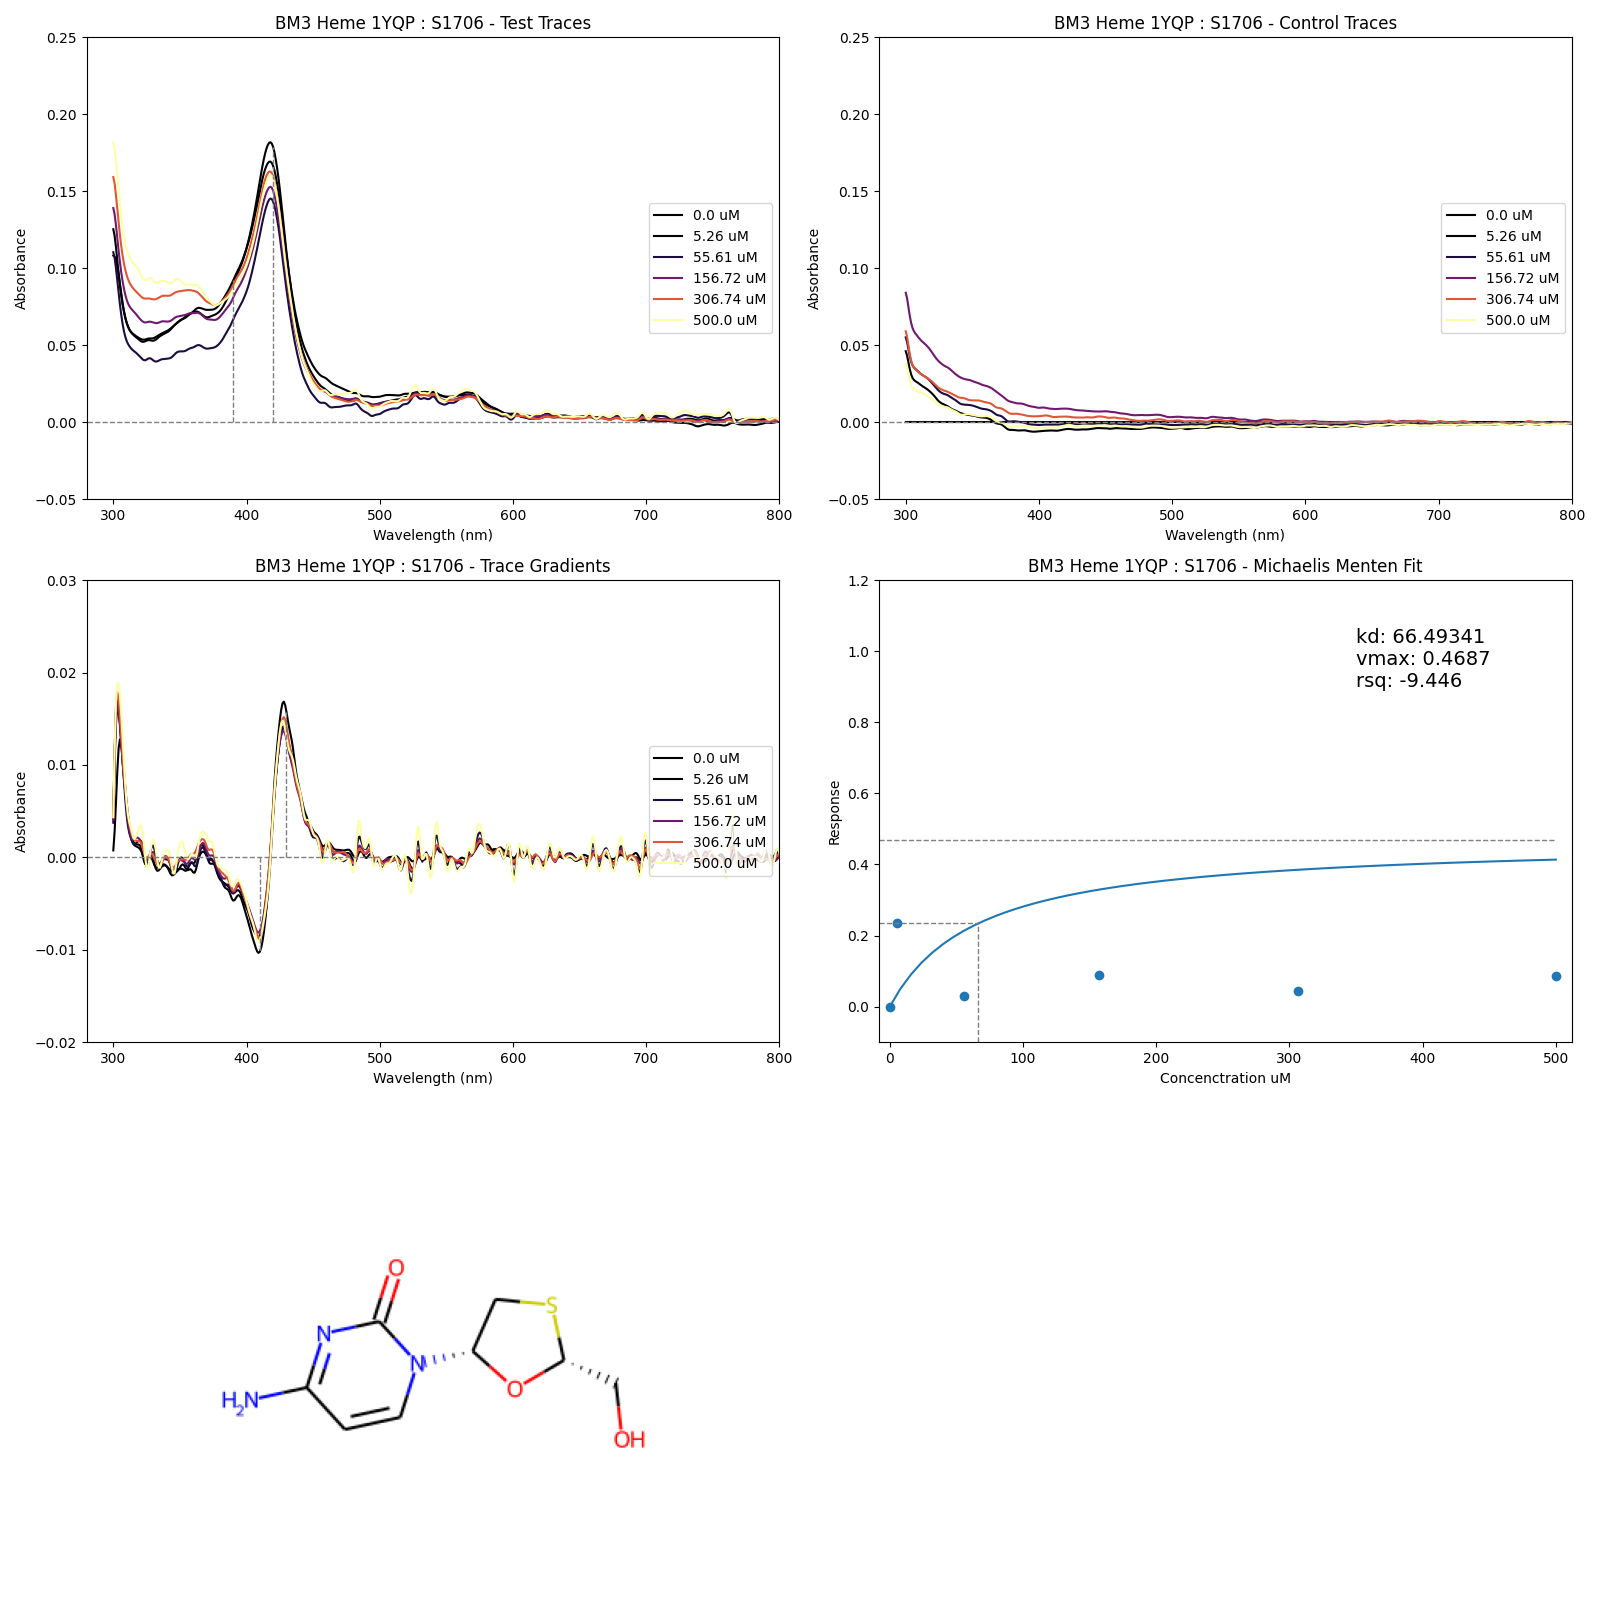 BM3 Heme 1YQP : S1706 - Test Traces
0.25
0.20
0.15
0.10
0.05
0.00
−0.05
Absorbance
300 400 500 600 700 800
Wavelength (nm)
0.0 uM
5.26 uM
55.61 uM
156.72 uM
306.74 uM
500.0 uM
BM3 Heme 1YQP : S1706 - Control Traces
0.25
0.20
0.15
0.10
0.05
0.00
−0.05
Absorbance
300 400 500 600 700 800
Wavelength (nm)
0.0 uM
5.26 uM
55.61 uM
156.72 uM
306.74 uM
500.0 uM
BM3 Heme 1YQP : S1706 - Trace Gradients
0.03
0.02
0.01
0.00
−0.01
−0.02
Absorbance
300 400 500 600 700 800
Wavelength (nm)
0.0 uM
5.26 uM
55.61 uM
156.72 uM
306.74 uM
500.0 uM
BM3 Heme 1YQP : S1706 - Michaelis Menten Fit
1.2
1.0
0.8
0.6
0.4
0.2
0.0
Response
kd: 66.49341
vmax: 0.4687
rsq: -9.446
0 100 200 300 400 500
Concenctration uM
O
S
N
N
H2N
O
OH